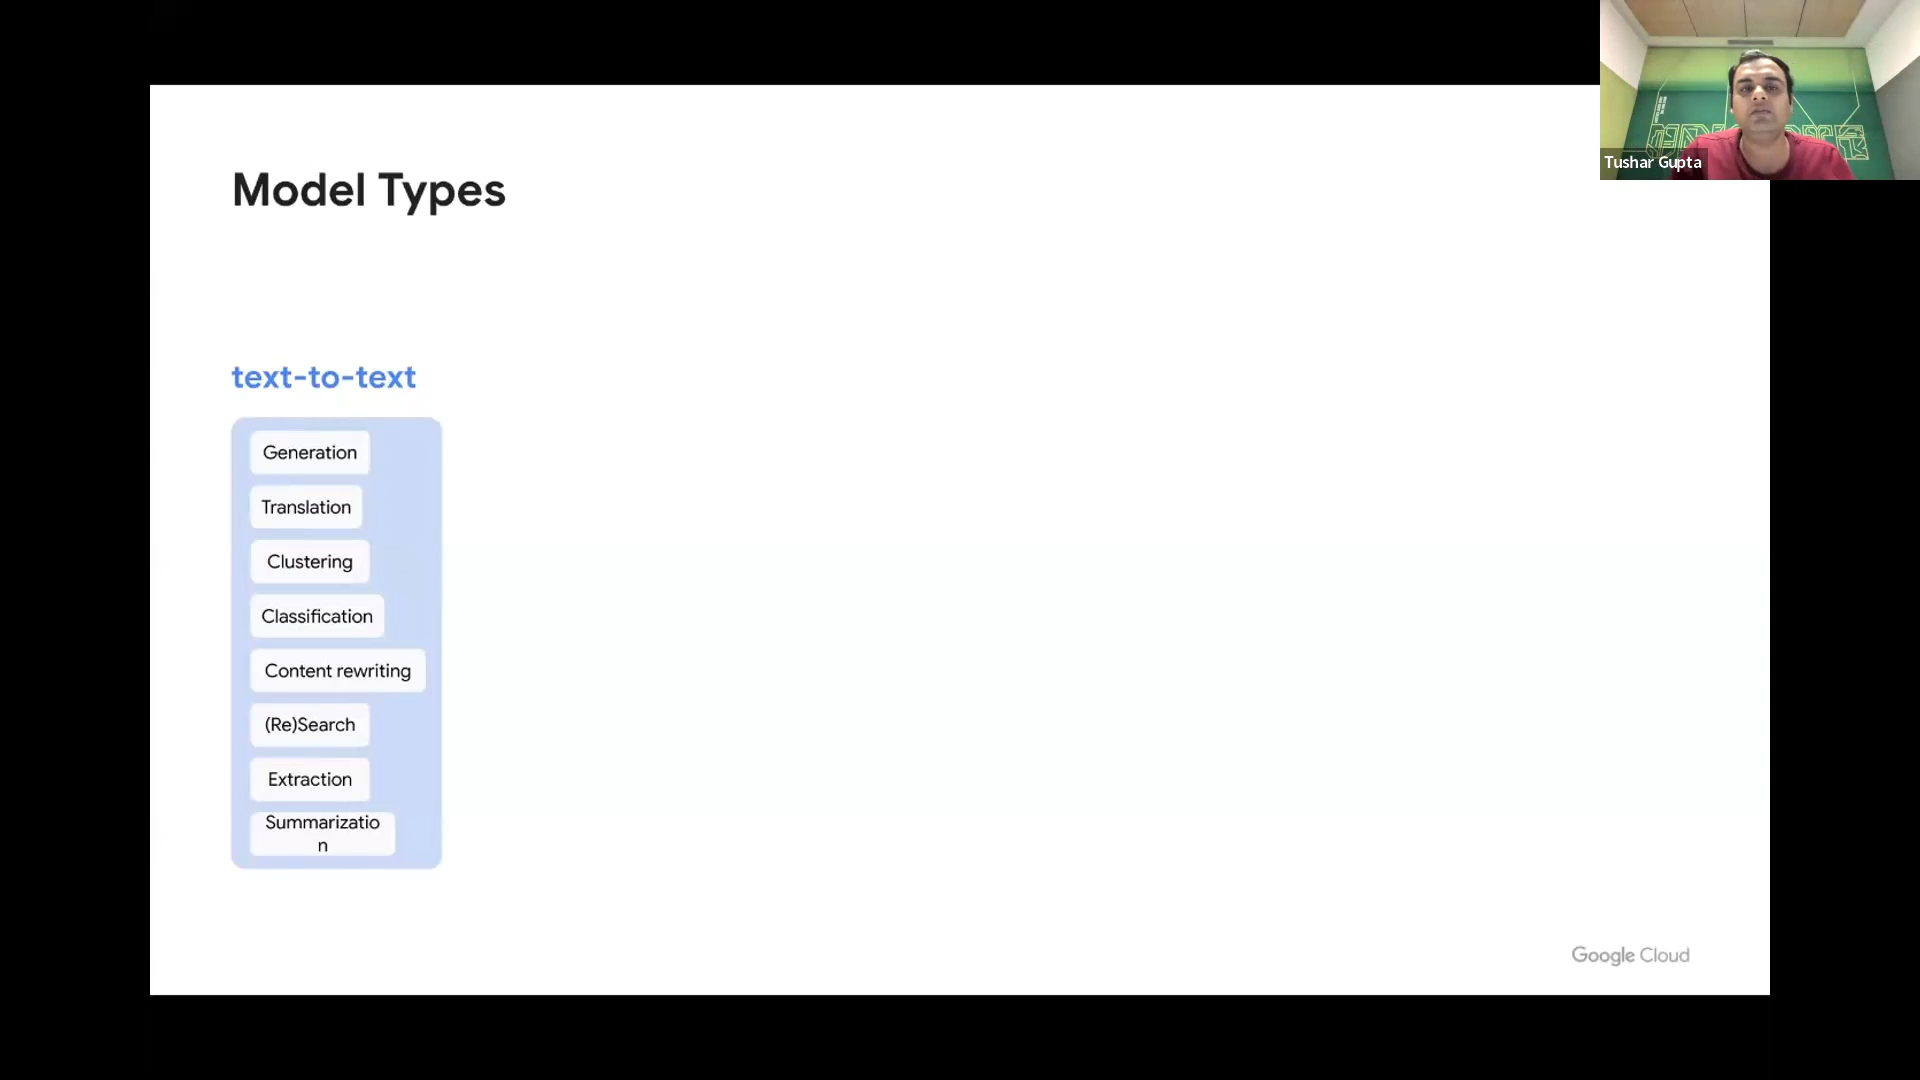 Model Types
Tushar Gupta
text-to-text
Generation
Translation
Clustering
Classification
Content rewriting
(Re)Search
Extraction
Summarizatio
n
Google Cloud